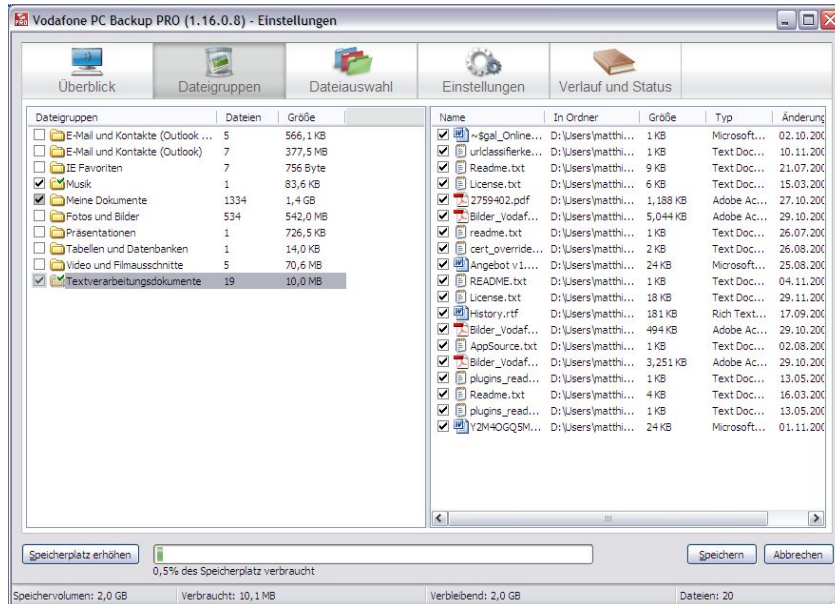 Vodafone PC Backup PRO (1.16.0.8) - Einstellungen
Überblick Dateigruppen Dateiauswahl Einstellungen Verlauf und Status
Dateigruppen Dateien Größe
E-Mail und Kontakte (Outlook ... 5 566,1 KB
E-Mail und Kontakte (Outlook) 7 377,5 MB
IE Favoriten 7 756 Byte
Musik 1 83,6 KB
Meine Dokumente 1334 1,4 GB
Fotos und Bilder 534 542,0 MB
Präsentationen 1 726,5 KB
Tabellen und Datenbanken 1 14,0 KB
Video und Filmausschnitte 5 70,6 MB
Textverarbeitungsdokumente 19 10,0 MB
Name In Ordner Größe Typ Änderung
~$gal_Online... D:\Users\matthi... 1 KB Microsoft... 02.10.200
urlclassifierke... D:\Users\matthi... 1 KB Text Doc... 10.11.200
Readme.txt D:\Users\matthi... 9 KB Text Doc... 21.07.200
License.txt D:\Users\matthi... 6 KB Text Doc... 15.03.200
2759402.pdf D:\Users\matthi... 1,188 KB Adobe Ac... 27.10.200
Bilder_Vodaf... D:\Users\matthi... 5,044 KB Adobe Ac... 29.10.200
readme.txt D:\Users\matthi... 1 KB Text Doc... 26.07.200
cert_override... D:\Users\matthi... 2 KB Text Doc... 26.08.200
Angebot v1.... D:\Users\matthi... 24 KB Microsoft... 25.08.200
README.txt D:\Users\matthi... 1 KB Text Doc... 04.11.200
License.txt D:\Users\matthi... 18 KB Text Doc... 29.11.200
History.rtf D:\Users\matthi... 181 KB Rich Text... 17.09.200
Bilder_Vodaf... D:\Users\matthi... 494 KB Adobe Ac... 29.10.200
AppSource.txt D:\Users\matthi... 1 KB Text Doc... 02.08.200
Bilder_Vodaf... D:\Users\matthi... 3,251 KB Adobe Ac... 29.10.200
plugins_read... D:\Users\matthi... 1 KB Text Doc... 13.05.200
Readme.txt D:\Users\matthi... 4 KB Text Doc... 16.03.200
plugins_read... D:\Users\matthi... 1 KB Text Doc... 13.05.200
Y2M4OGQ5M... D:\Users\matthi... 24 KB Microsoft... 01.11.200
Speicherplatz erhöhen Speichern Abbrechen
0,5% des Speicherplatz verbraucht
Speichervolumen: 2,0 GB Verbraucht: 10,1 MB Verbleibend: 2,0 GB Dateien: 20